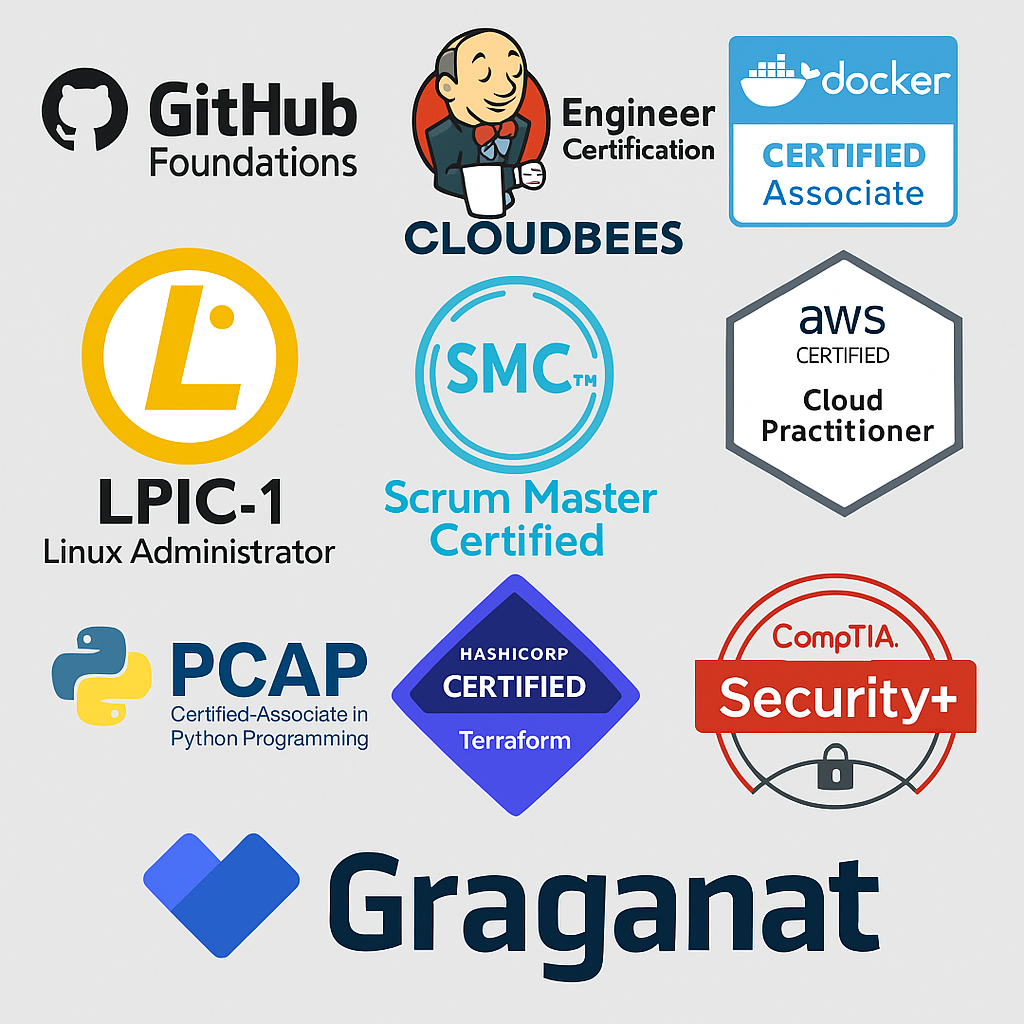 GitHub
Foundations
Engineer
Certification
CLOUDBEES
docker
CERTIFIED
Associate
L
LPIC-1
Linux Administrator
SMC™
Scrum Master
Certified
aws
CERTIFIED
Cloud
Practitioner
PCAP
Certified-Associate in
Python Programming
HASHICORP
CERTIFIED
Terraform
CompTIA.
Security+
Graganat